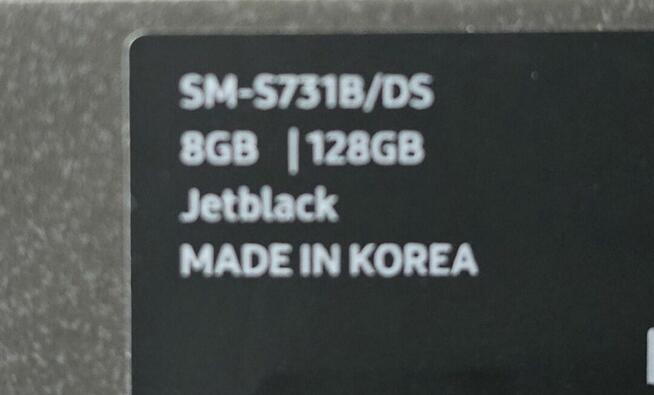 SM-S731B/DS
8GB | 128GB
Jetblack
MADE IN KOREA